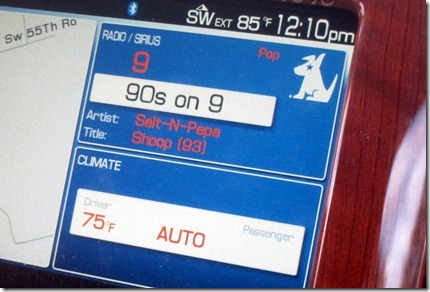 SW EXT 85°F 12:10pm
Sw 55Th Rd
RADIO / SIRIUS
Pop
9
90s on 9
Artist: Salt-N-Pepa
Title: Shoop (93)
CLIMATE
Driver Passenger
75°F AUTO